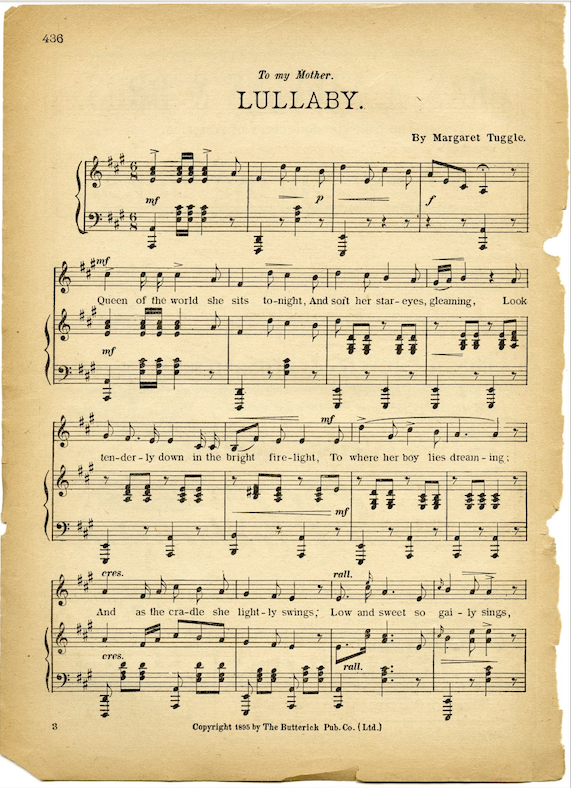 436
To my Mother.
LULLABY.
By Margaret Tuggle.
mf
p
f
mf
Queen of the world she sits to-night, And soft her star-eyes, gleaming, Look
mf
mf
ten-der-ly down in the bright fire-light, To where her boy lies dream-ing;
mf
cres.
rall.
And as the cra-dle she light-ly swings, Low and sweet so gai-ly sings,
cres.
rall.
3
Copyright 1895 by The Butterick Pub. Co. (Ltd.)